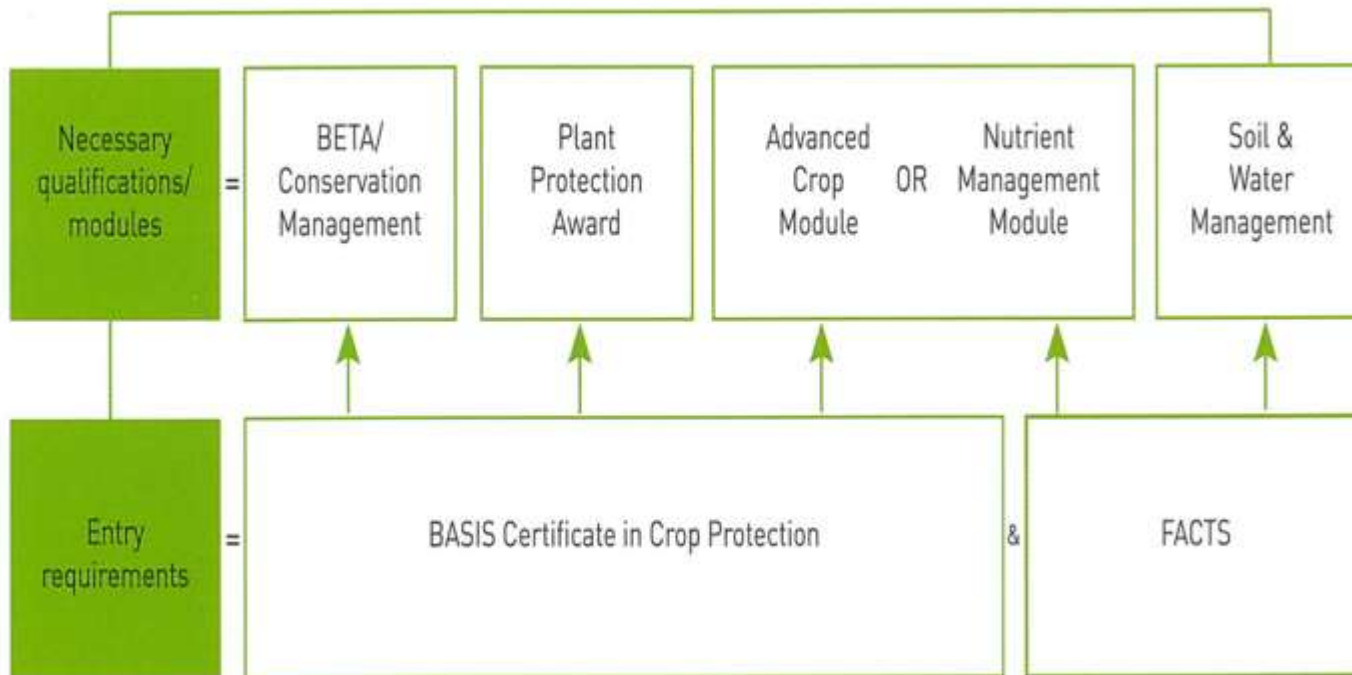 Necessary
qualifications/
modules
=
BETA/
Conservation
Management
Plant
Protection
Award
Advanced
Crop
Module
OR
Nutrient
Management
Module
Soil &
Water
Management
Entry
requirements
=
BASIS Certificate in Crop Protection
&
FACTS